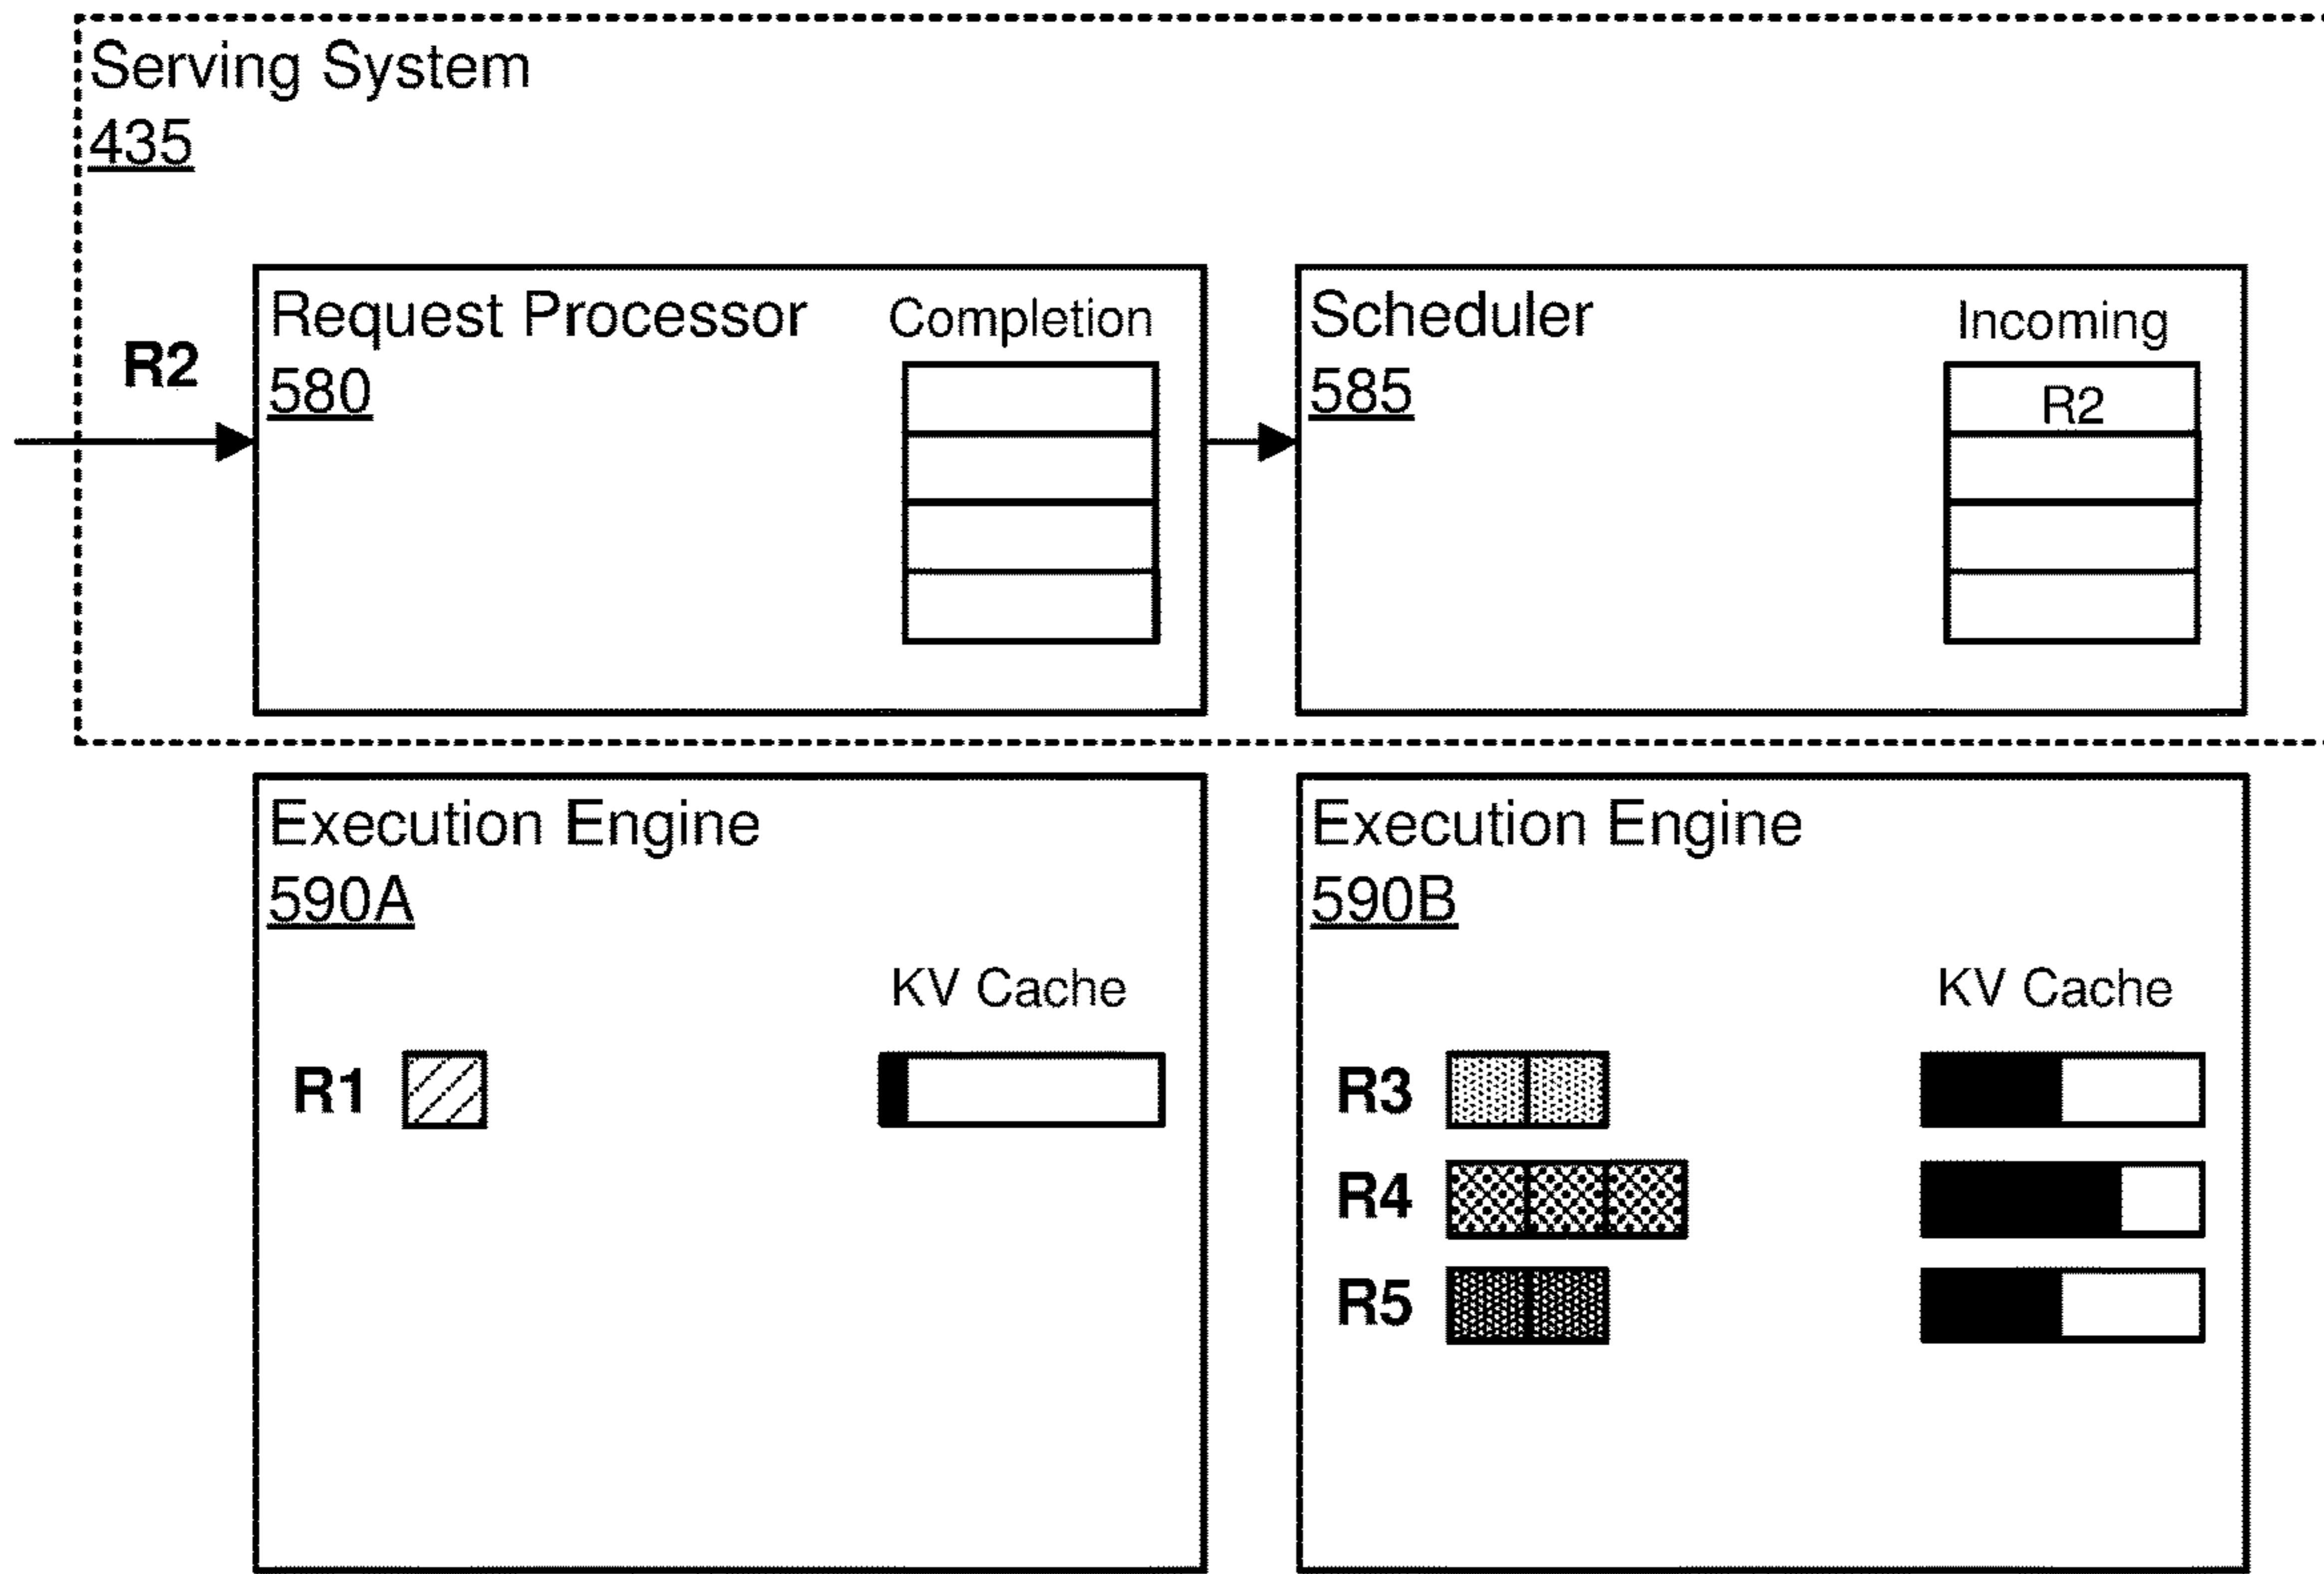 Serving System
435
R2
Request Processor
580
Completion
Scheduler
585
Incoming
R2
Execution Engine
590A
KV Cache
R1
Execution Engine
590B
KV Cache
R3
R4
R5